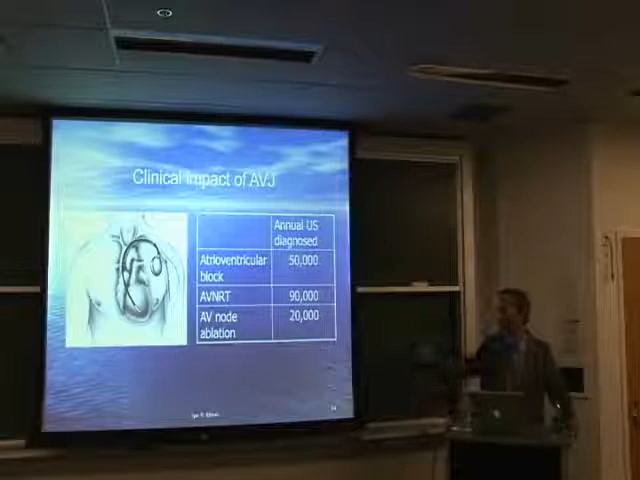 Clinical Impact of AVJ
Annual US
diagnosed
Atrioventricular
block
50,000
AVNRT
90,000
AV node
ablation
20,000